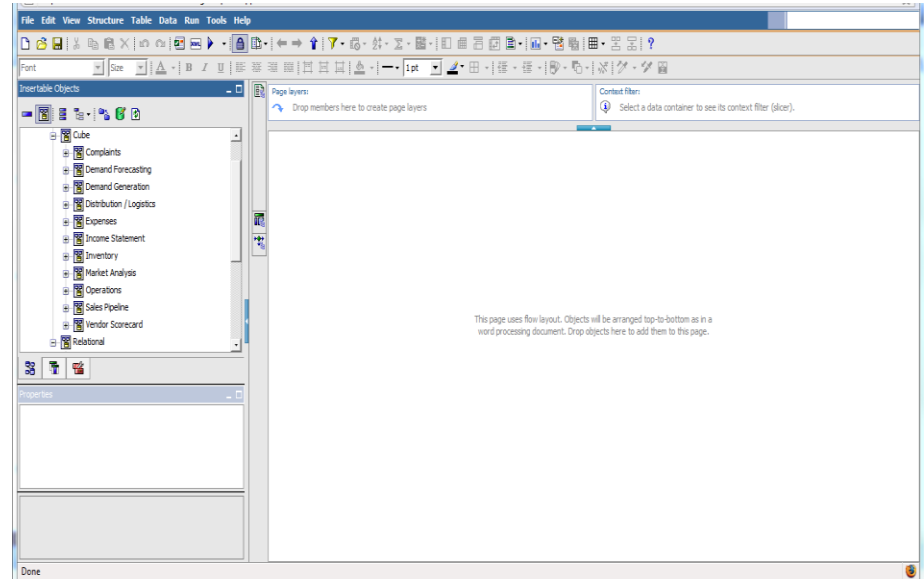 File Edit View Structure Table Data Run Tools Help
Font Size A B I U 1 pt
Insertable Objects
Page layers:
Drop members here to create page layers
Context filter:
Select a data container to see its context filter (slicer).
Cube
Complaints
Demand Forecasting
Demand Generation
Distribution / Logistics
Expenses
Income Statement
Inventory
Market Analysis
Operations
Sales Pipeline
Vendor Scorecard
Relational
This page uses flow layout. Objects will be arranged top-to-bottom as in a
word processing document. Drop objects here to add them to this page.
Properties
Done